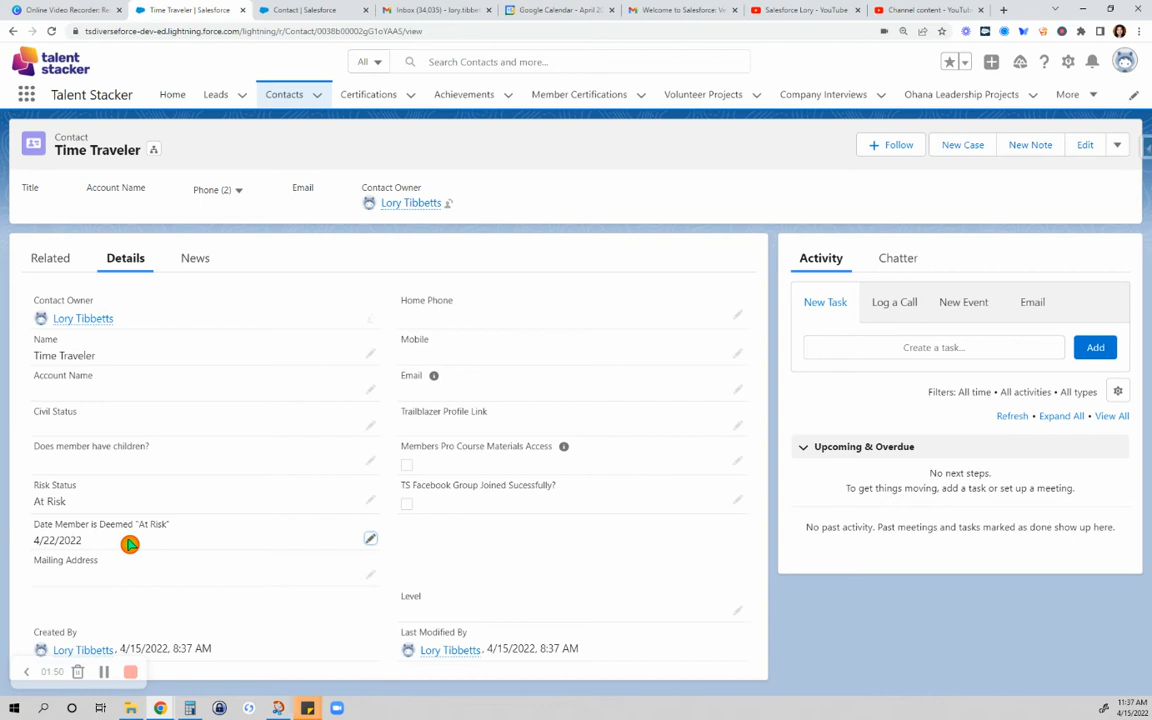 Online Video Recorder: Re
Time Traveler | Salesforce
Contact | Salesforce
Inbox (34,035) - lory.tibbet
Google Calendar - April 20
Welcome to Salesforce: Ve
Salesforce Lory - YouTube
Channel content - YouTube
tsdiverseforce-dev-ed.lightning.force.com/lightning/r/Contact/0038b00002gG1oYAAS/view
talent
stacker
All
Search Contacts and more...
Talent Stacker
Home
Leads
Contacts
Certifications
Achievements
Member Certifications
Volunteer Projects
Company Interviews
Ohana Leadership Projects
More
Contact
Time Traveler
Follow
New Case
New Note
Edit
Title
Account Name
Phone (2)
Email
Contact Owner
Lory Tibbetts
Related
Details
News
Contact Owner
Lory Tibbetts
Name
Time Traveler
Account Name
Civil Status
Does member have children?
Risk Status
At Risk
Date Member is Deemed "At Risk"
4/22/2022
Mailing Address
Created By
Lory Tibbetts, 4/15/2022, 8:37 AM
Home Phone
Mobile
Email
Trailblazer Profile Link
Members Pro Course Materials Access
TS Facebook Group Joined Sucessfully?
Level
Last Modified By
Lory Tibbetts, 4/15/2022, 8:37 AM
Activity
Chatter
New Task
Log a Call
New Event
Email
Create a task...
Add
Filters: All time • All activities • All types
Refresh • Expand All • View All
Upcoming & Overdue
No next steps.
To get things moving, add a task or set up a meeting.
No past activity. Past meetings and tasks marked as done show up here.
01:50
11:37 AM
4/15/2022